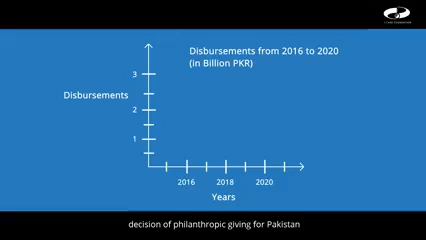 Disbursements from 2016 to 2020
(in Billion PKR)
3
Disbursements
2
1
2016 2018 2020
Years
decision of philanthropic giving for Pakistan